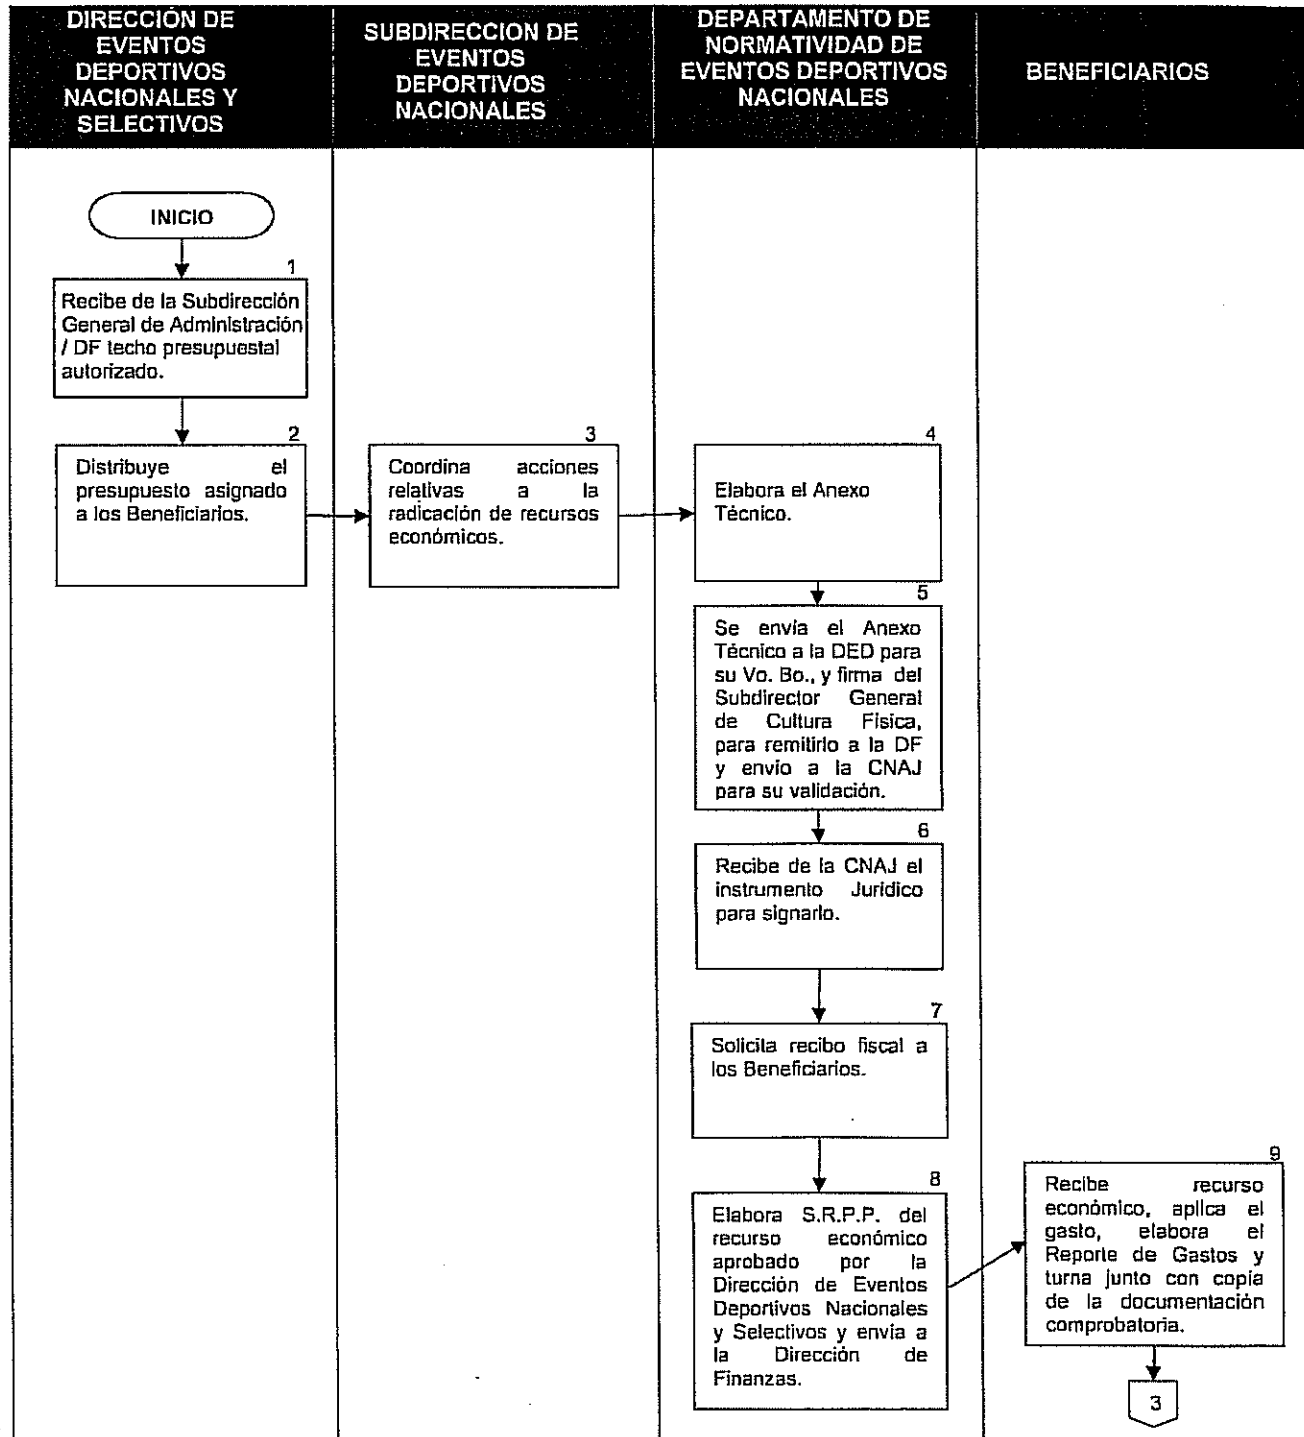 DIRECCIÓN DE
EVENTOS
DEPORTIVOS
NACIONALES Y
SELECTIVOS
SUBDIRECCION DE
EVENTOS
DEPORTIVOS
NACIONALES
DEPARTAMENTO DE
NORMATIVIDAD DE
EVENTOS DEPORTIVOS
NACIONALES
BENEFICIARIOS
INICIO
1
Recibe de la Subdirección
General de Administración
/ DF techo presupuestal
autorizado.
2
Distribuye el
presupuesto asignado
a los Beneficiarios.
3
Coordina acciones
relativas a la
radicación de recursos
económicos.
4
Elabora el Anexo
Técnico.
5
Se envía el Anexo
Técnico a la DED para
su Vo. Bo., y firma del
Subdirector General
de Cultura Física,
para remitirlo a la DF
y envío a la CNAJ
para su validación.
6
Recibe de la CNAJ el
instrumento Jurídico
para signarlo.
7
Solicita recibo fiscal a
los Beneficiarios.
8
Elabora S.R.P.P. del
recurso económico
aprobado por la
Dirección de Eventos
Deportivos Nacionales
y Selectivos y envía a
la Dirección de
Finanzas.
9
Recibe recurso
económico, aplica el
gasto, elabora el
Reporte de Gastos y
turna junto con copia
de la documentación
comprobatoria.
3